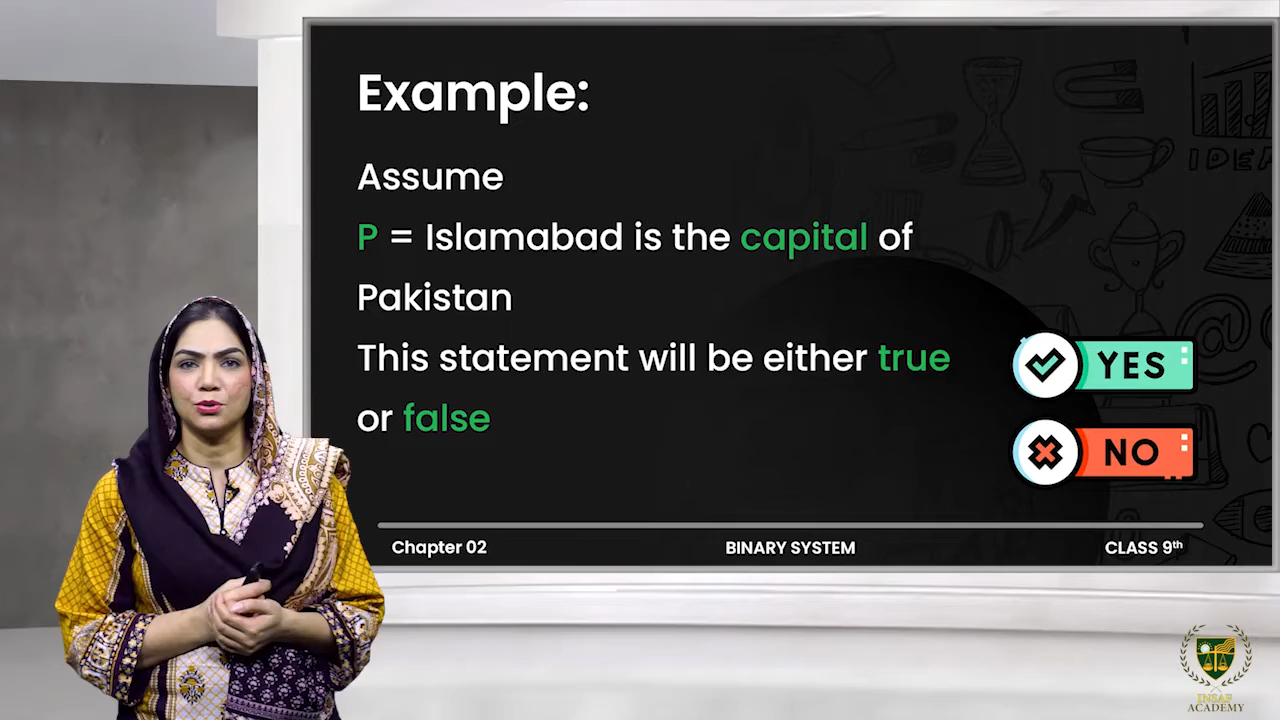 Example:
Assume
P = Islamabad is the capital of
Pakistan
This statement will be either true
or false
YES
NO
IDEA
Chapter 02
BINARY SYSTEM
CLASS 9th
INSAF
ACADEMY